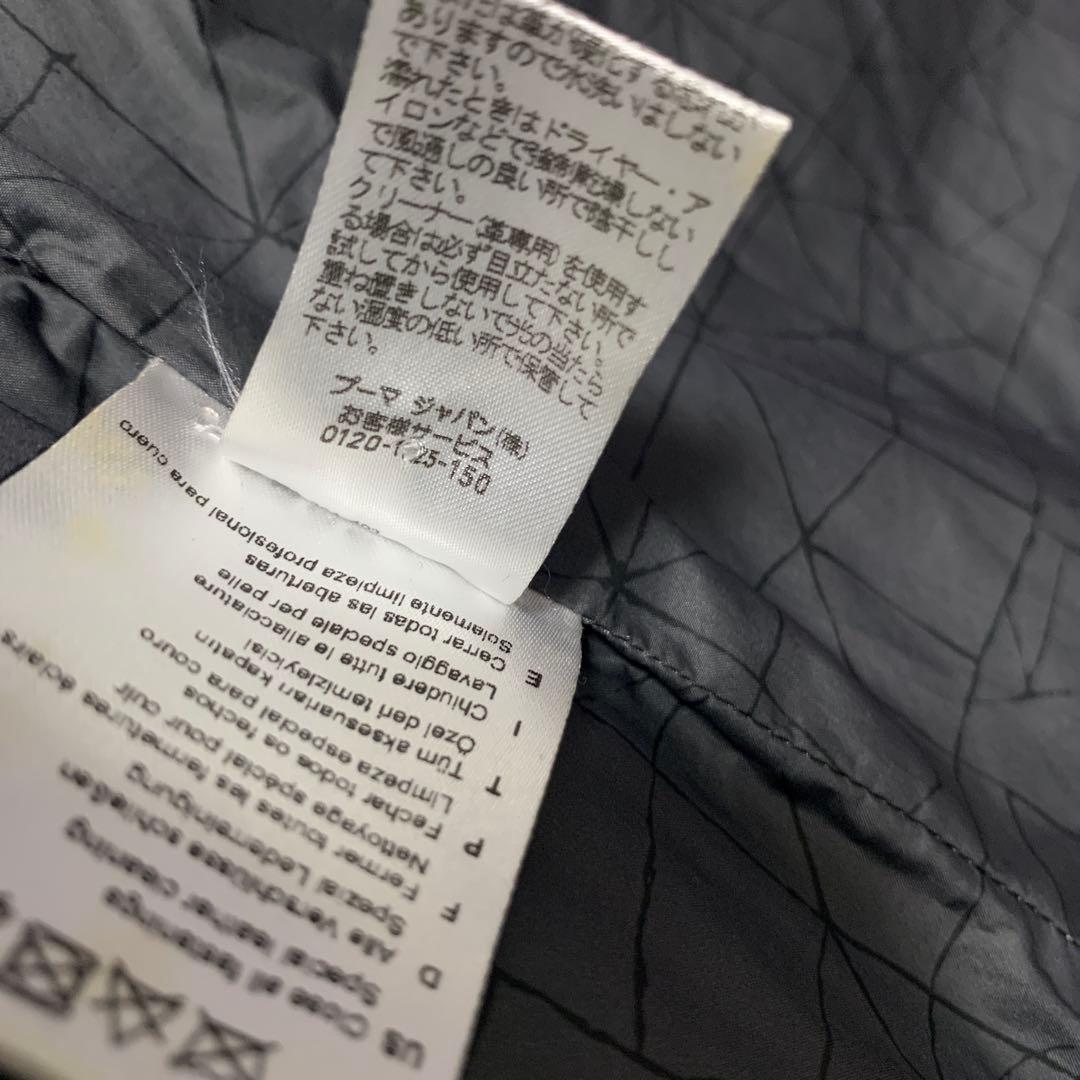 ありますので水洗いはしない
で下さい。
濡れたときはドライヤー・ア
イロンなどで強制乾燥しない
で風通しの良い所で陰干しし
て下さい。
クリーナー(革専用)を使用す
る場合は必ず目立たない所で
試してから使用して下さい。
重ね置きしないで光の当たら
ない湿度の低い所で保管して
下さい。
プーマ ジャパン(株)
お客様サービス
0120-125-150
US Close all fastenings
Special leather cleaning
D Alle Verschlüsse schließen
Spezial Lederreinigung
F Fermer toutes les fermetures éclairs
Nettoyage spécial pour cuir
P Fechar todos os fechos
Limpeza especial para couro
T Tüm aksesuarları kapatın
Özel deri temizleyicisi
I Chiudere tutte le allacciature
Lavaggio speciale per pelle
E Cerrar todas las aberturas
Solamente limpieza profesional para cuero